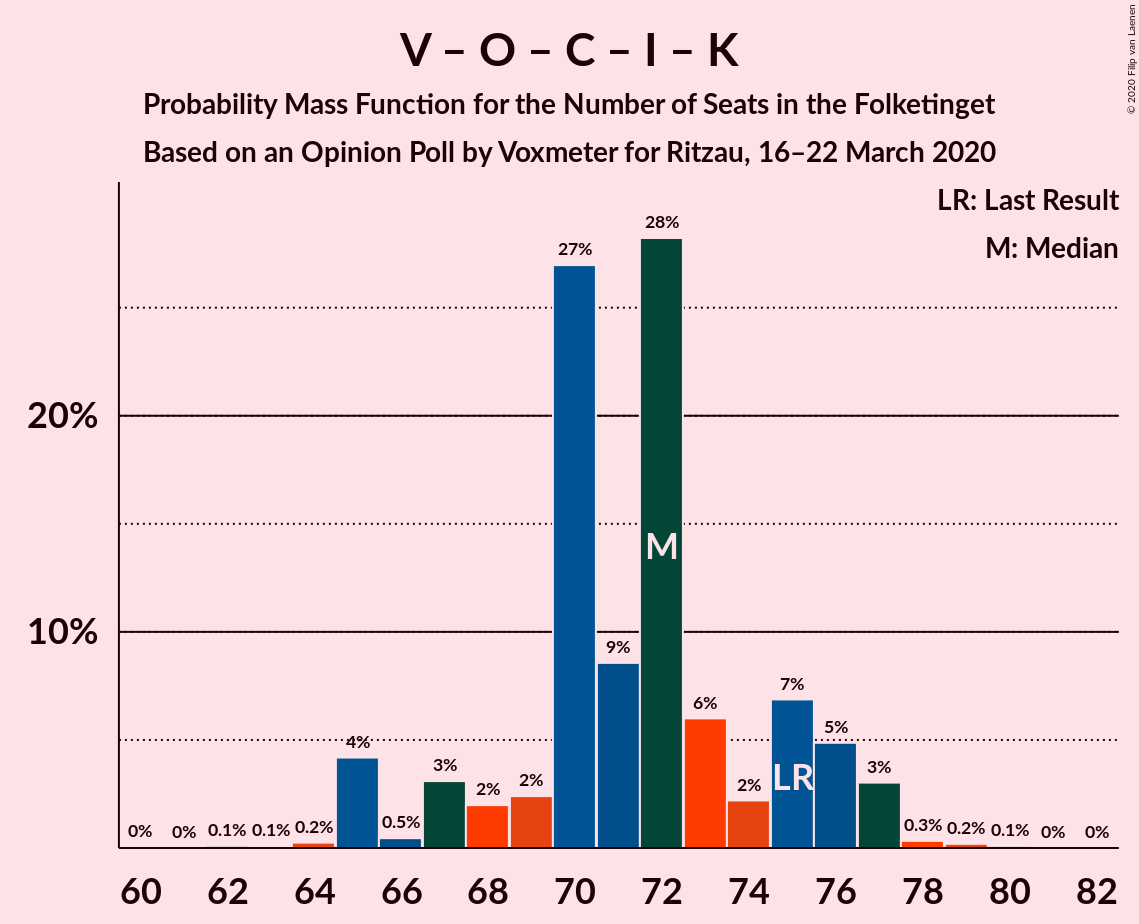 V – O – C – I – K
Probability Mass Function for the Number of Seats in the Folketinget
Based on an Opinion Poll by Voxmeter for Ritzau, 16–22 March 2020
© 2020 Filip van Laenen
LR: Last Result
M: Median
20%
10%
0%
0%
0.1%
0.1%
0.2%
4%
0.5%
3%
2%
2%
27%
9%
28%
6%
2%
7%
5%
3%
0.3%
0.2%
0.1%
0%
0%
M
LR
60 62 64 66 68 70 72 74 76 78 80 82